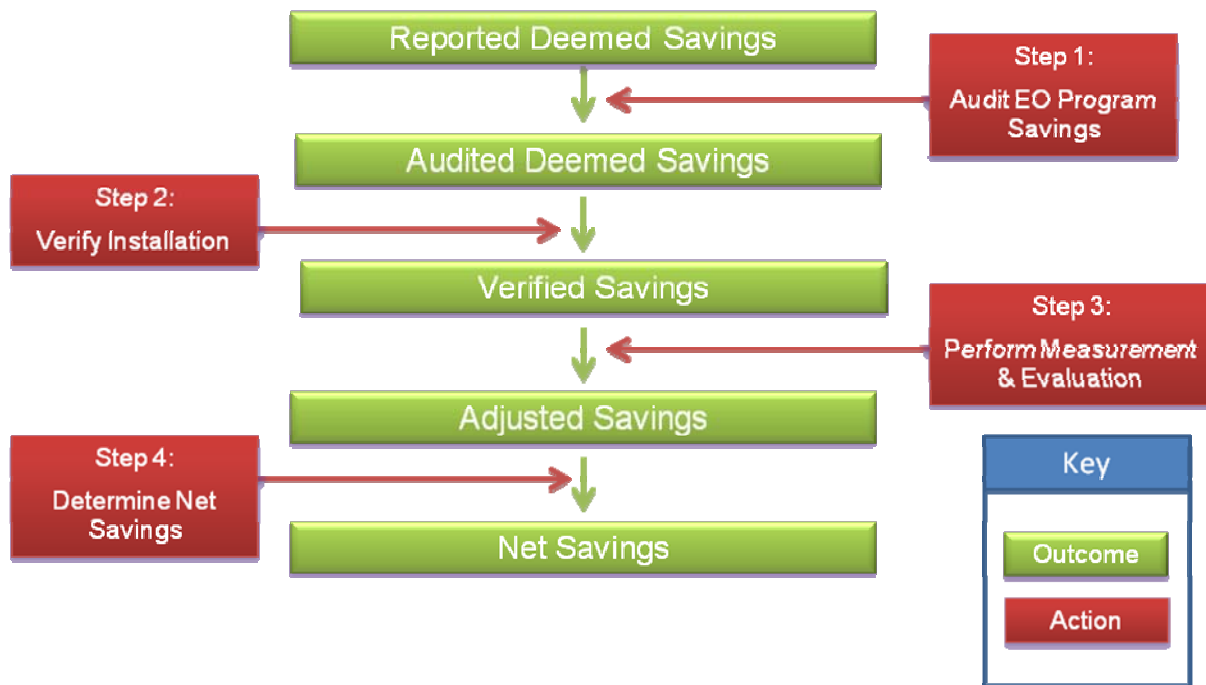 Reported Deemed Savings
Step 1:
Audit EO Program
Savings
Audited Deemed Savings
Step 2:
Verify Installation
Verified Savings
Step 3:
Perform Measurement
& Evaluation
Adjusted Savings
Step 4:
Determine Net
Savings
Net Savings
Key
Outcome
Action